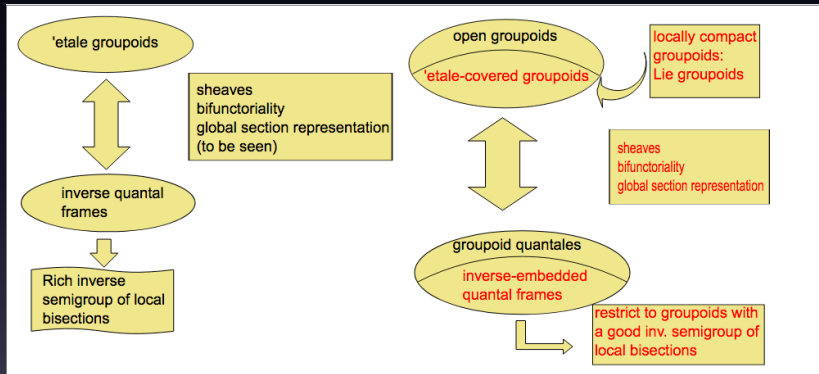 'etale groupoids
sheaves
bifunctoriality
global section representation
(to be seen)
inverse quantal
frames
Rich inverse
semigroup of local
bisections
open groupoids
'etale-covered groupoids
locally compact
groupoids:
Lie groupoids
sheaves
bifunctoriality
global section representation
groupoid quantales
inverse-embedded
quantal frames
restrict to groupoids with
a good inv. semigroup of
local bisections